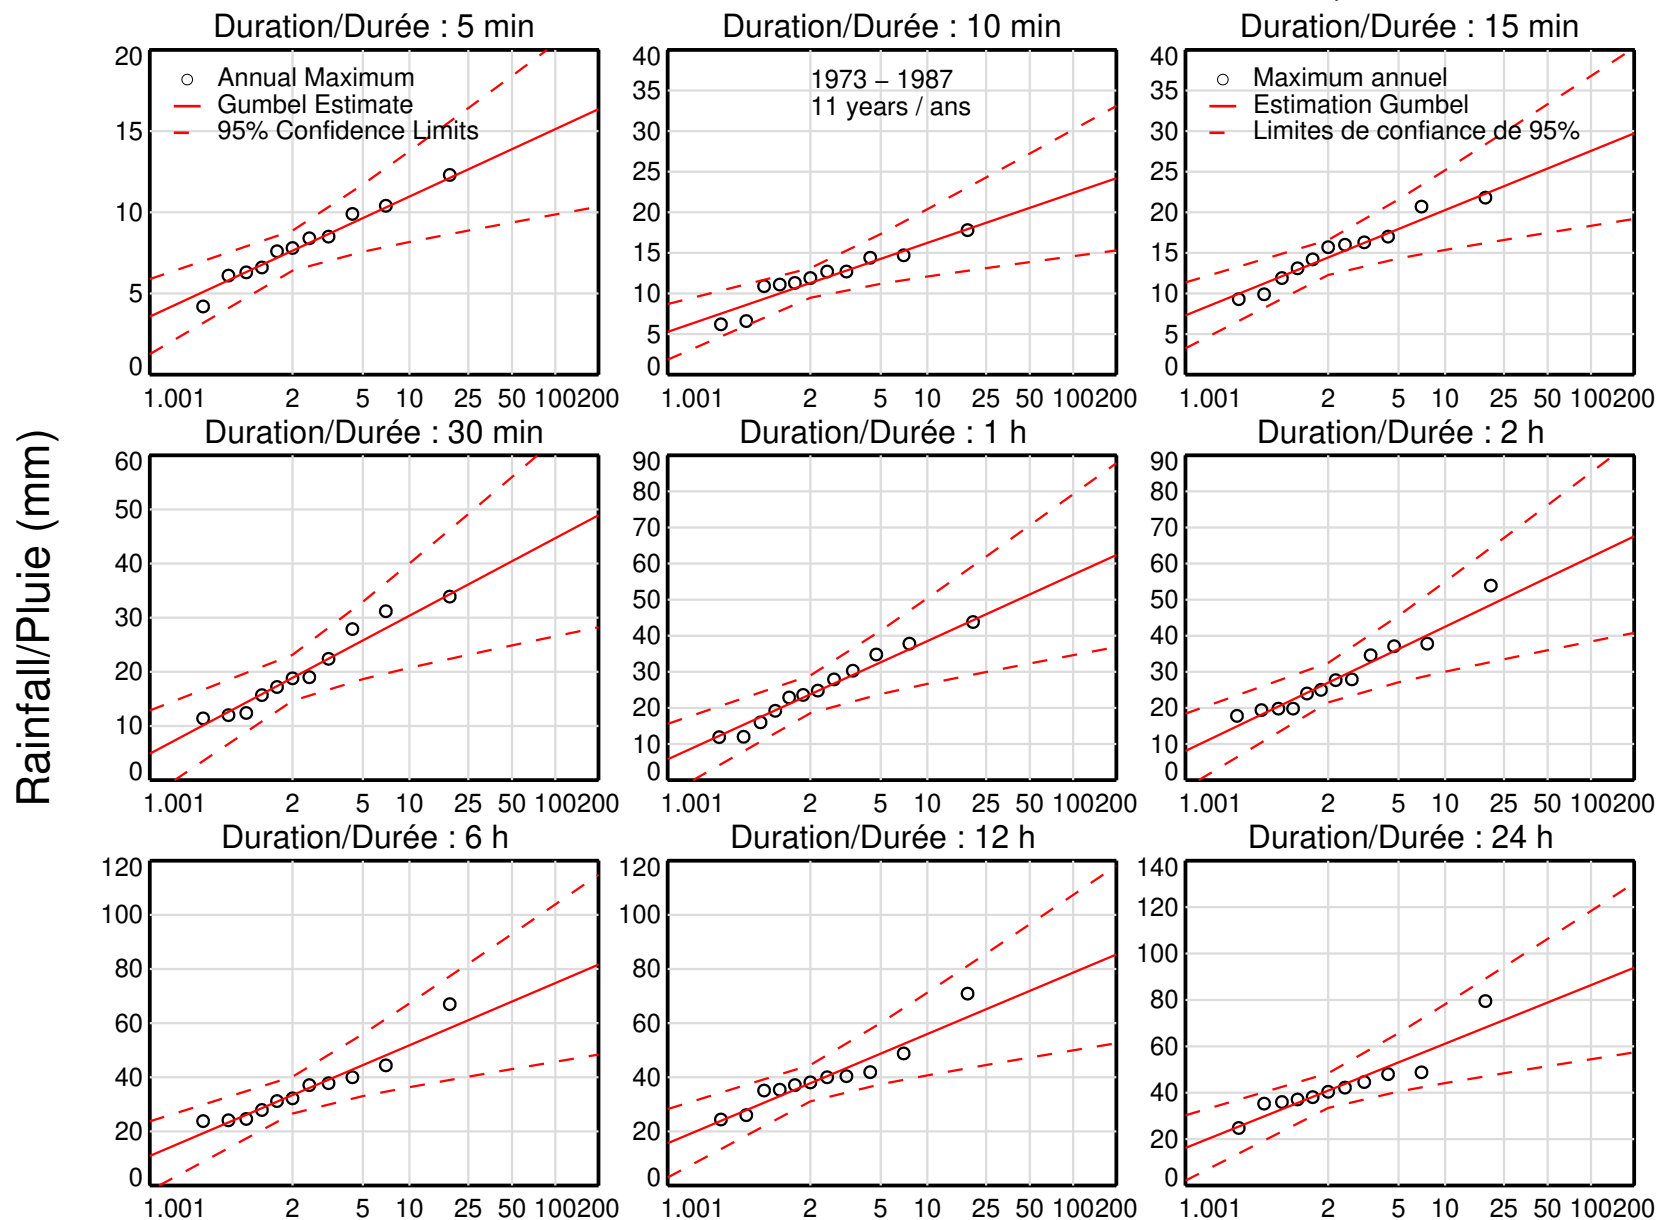 Duration/Durée : 5 min
Duration/Durée : 10 min
Duration/Durée : 15 min
20
15
10
5
0
Annual Maximum
Gumbel Estimate
95% Confidence Limits
1.001 2 5 10 25 50 100200
40
35
30
25
20
15
10
5
0
1973 – 1987
11 years / ans
1.001 2 5 10 25 50 100200
40
35
30
25
20
15
10
5
0
Maximum annuel
Estimation Gumbel
Limites de confiance de 95%
1.001 2 5 10 25 50 100200
Rainfall/Pluie (mm)
Duration/Durée : 30 min
Duration/Durée : 1 h
Duration/Durée : 2 h
60
50
40
30
20
10
0
1.001 2 5 10 25 50 100200
90
80
70
60
50
40
30
20
10
0
1.001 2 5 10 25 50 100200
90
80
70
60
50
40
30
20
10
0
1.001 2 5 10 25 50 100200
Duration/Durée : 6 h
Duration/Durée : 12 h
Duration/Durée : 24 h
120
100
80
60
40
20
0
1.001 2 5 10 25 50 100200
120
100
80
60
40
20
0
1.001 2 5 10 25 50 100200
140
120
100
80
60
40
20
0
1.001 2 5 10 25 50 100200